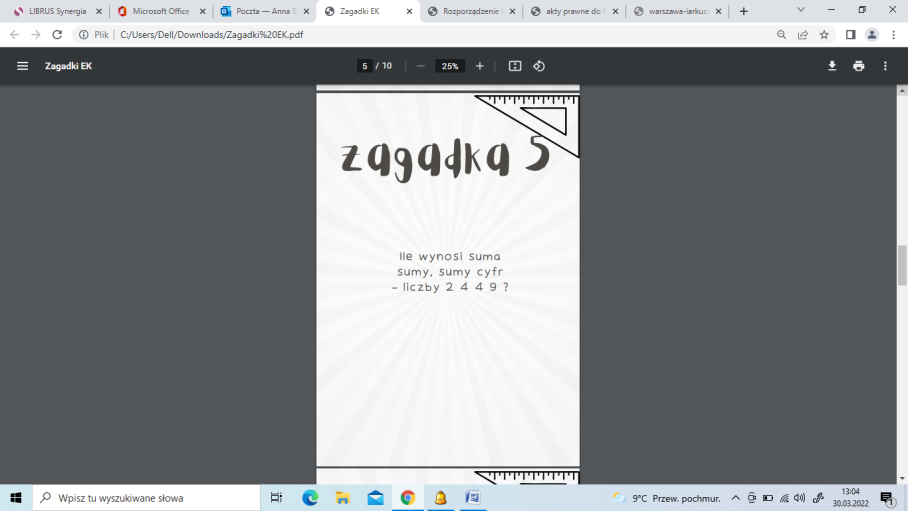 LIBRUS Synergia
Microsoft Office
Poczta — Anna S
Zagadki EK
Rozporządzenie
akty prawne do
warszawa-iarkusz
Plik
C:/Users/Dell/Downloads/Zagadki%20EK.pdf
Zagadki EK
5 / 10
25%
zagadka 5
Ile wynosi suma
sumy, sumy cyfr
- liczby 2 4 4 9 ?
Wpisz tu wyszukiwane słowo
9°C Przew. pochmur.
13:04
30.03.2022
1